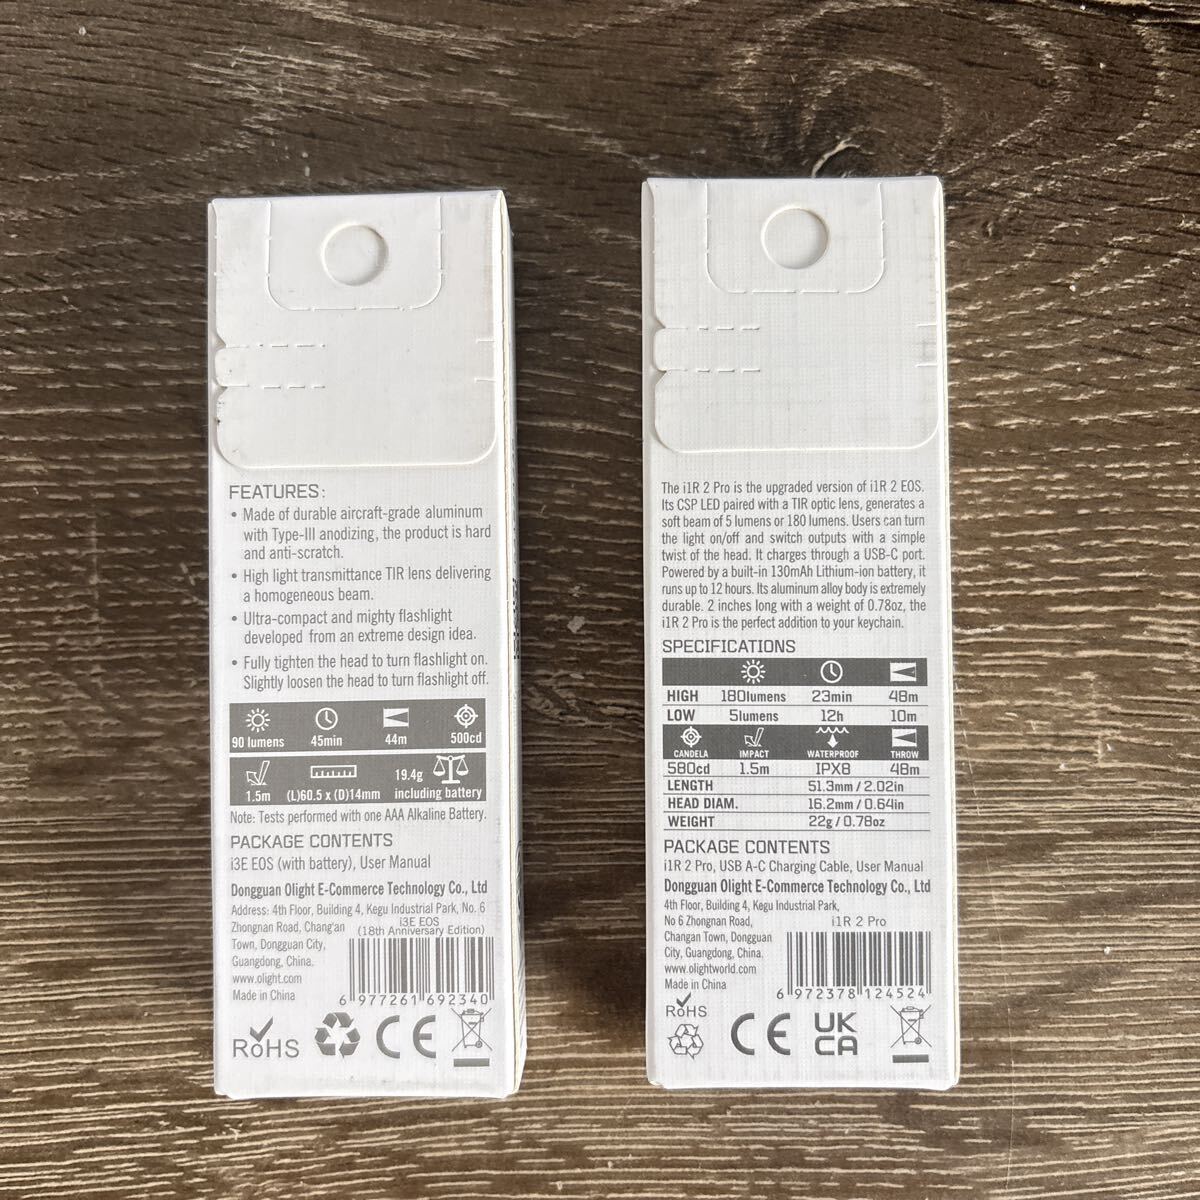 FEATURES:
• Made of durable aircraft-grade aluminum
with Type-III anodizing, the product is hard
and anti-scratch.
• High light transmittance TIR lens delivering
a homogeneous beam.
• Ultra-compact and mighty flashlight
developed from an extreme design idea.
• Fully tighten the head to turn flashlight on.
Slightly loosen the head to turn flashlight off.
90 lumens 45min 44m 500cd
1.5m (L)60.5 x (D)14mm 19.4g
including battery
Note: Tests performed with one AAA Alkaline Battery.
PACKAGE CONTENTS
i3E EOS (with battery), User Manual
Dongguan Olight E-Commerce Technology Co., Ltd
Address: 4th Floor, Building 4, Kegu Industrial Park, No. 6
Zhongnan Road, Chang'an
Town, Dongguan City,
Guangdong, China.
www.olight.com
Made in China
i3E EOS
(18th Anniversary Edition)
6 977261 692340
RoHS
CE
The i1R 2 Pro is the upgraded version of i1R 2 EOS.
Its CSP LED paired with a TIR optic lens, generates a
soft beam of 5 lumens or 180 lumens. Users can turn
the light on/off and switch outputs with a simple
twist of the head. It charges through a USB-C port.
Powered by a built-in 130mAh Lithium-ion battery, it
runs up to 12 hours. Its aluminum alloy body is extremely
durable. 2 inches long with a weight of 0.78oz, the
i1R 2 Pro is the perfect addition to your keychain.
SPECIFICATIONS
HIGH 180lumens 23min 48m
LOW 5lumens 12h 10m
CANDELA IMPACT WATERPROOF THROW
580cd 1.5m IPX8 48m
LENGTH 51.3mm / 2.02in
HEAD DIAM. 16.2mm / 0.64in
WEIGHT 22g / 0.78oz
PACKAGE CONTENTS
i1R 2 Pro, USB A-C Charging Cable, User Manual
Dongguan Olight E-Commerce Technology Co., Ltd
4th Floor, Building 4, Kegu Industrial Park,
No 6 Zhongnan Road,
Changan Town, Dongguan
City, Guangdong, China.
www.olightworld.com
Made in China
i1R 2 Pro
6 972378 124524
RoHS
CE
UK
CA